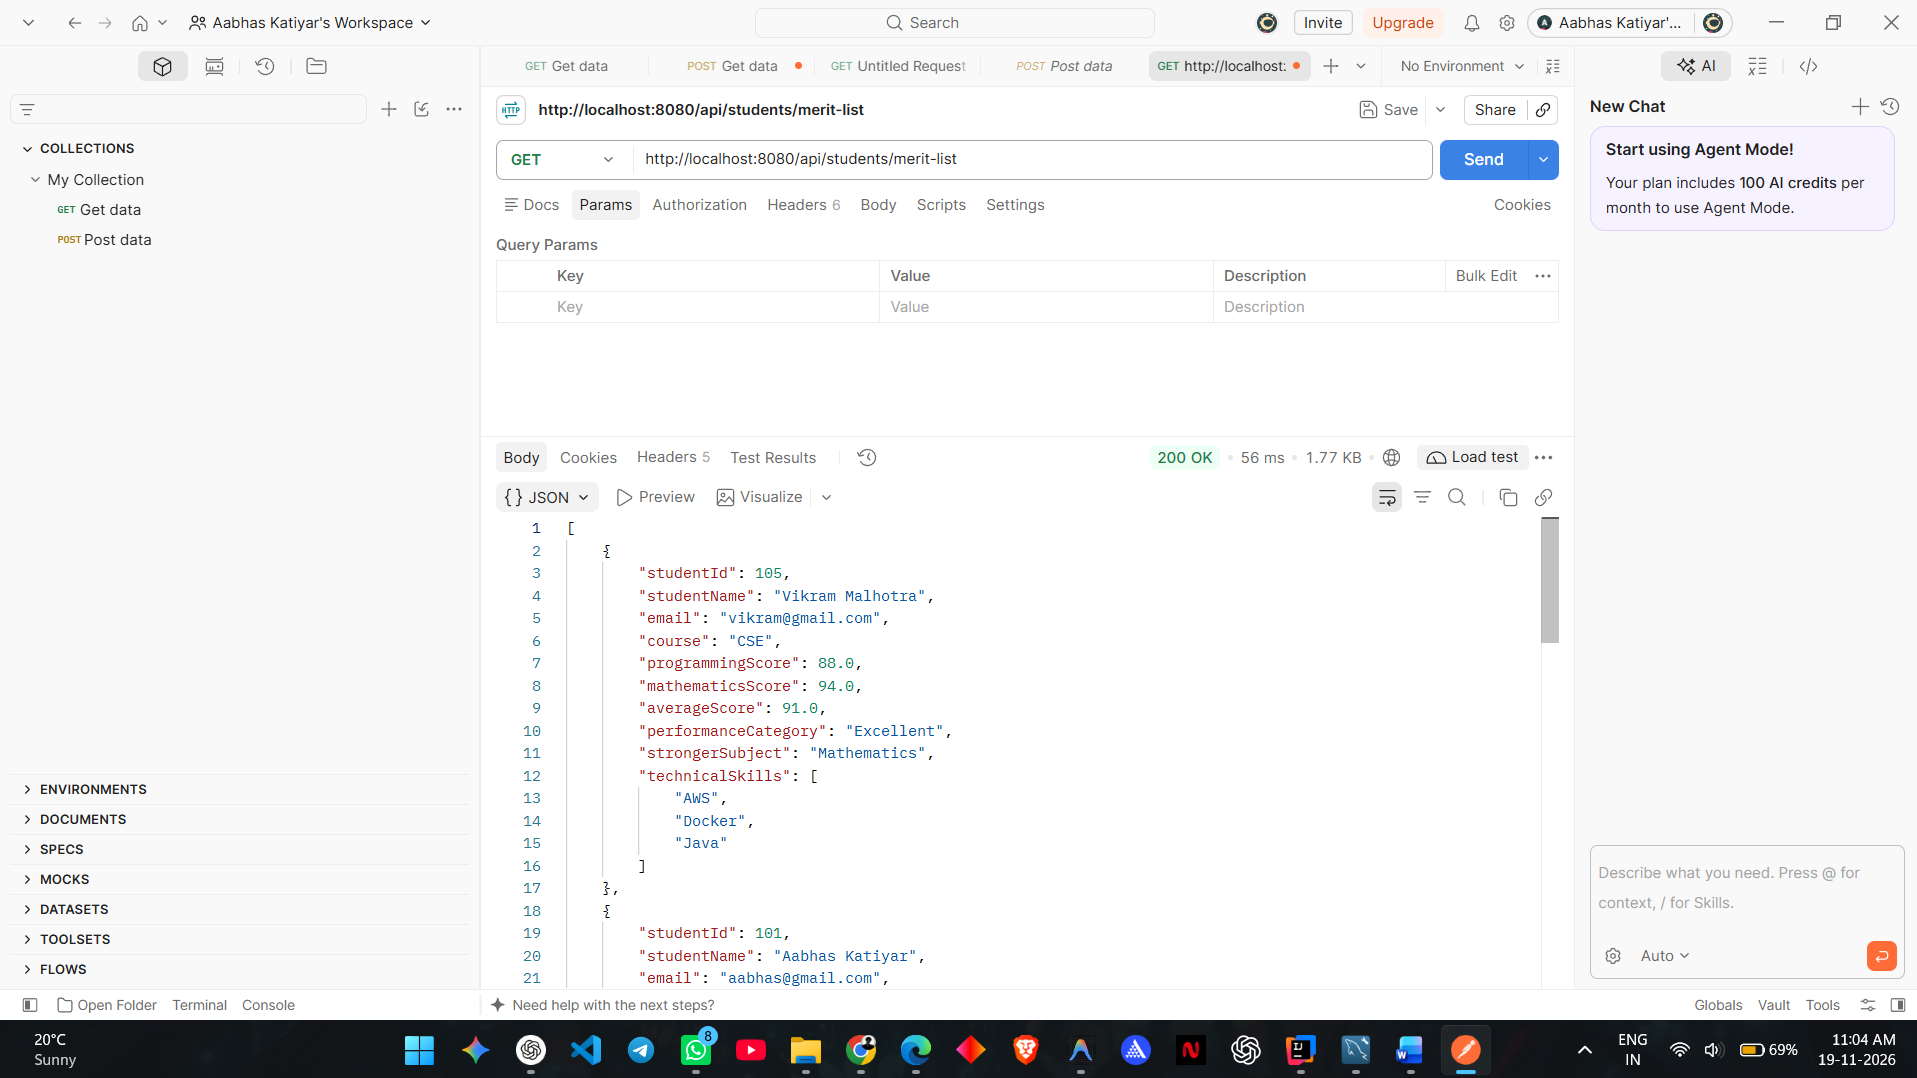 Aabhas Katiyar's Workspace
Search
Invite
Upgrade
Aabhas Katiyar'...
GET Get data
POST Get data
GET Untitled Request
POST Post data
GET http://localhost:
No Environment
AI
HTTP
http://localhost:8080/api/students/merit-list
Save
Share
New Chat
COLLECTIONS
My Collection
GET Get data
POST Post data
GET
http://localhost:8080/api/students/merit-list
Send
Start using Agent Mode!
Your plan includes 100 AI credits per
month to use Agent Mode.
Docs
Params
Authorization
Headers 6
Body
Scripts
Settings
Cookies
Query Params
Key
Value
Description
Bulk Edit
Key
Value
Description
Body
Cookies
Headers 5
Test Results
200 OK
56 ms
1.77 KB
Load test
{} JSON
Preview
Visualize
1 [
2 {
3 "studentId": 105,
4 "studentName": "Vikram Malhotra",
5 "email": "vikram@gmail.com",
6 "course": "CSE",
7 "programmingScore": 88.0,
8 "mathematicsScore": 94.0,
9 "averageScore": 91.0,
10 "performanceCategory": "Excellent",
11 "strongerSubject": "Mathematics",
12 "technicalSkills": [
13 "AWS",
14 "Docker",
15 "Java"
16 ]
17 },
18 {
19 "studentId": 101,
20 "studentName": "Aabhas Katiyar",
21 "email": "aabhas@gmail.com",
ENVIRONMENTS
DOCUMENTS
SPECS
MOCKS
DATASETS
TOOLSETS
FLOWS
Describe what you need. Press @ for
context, / for Skills.
Auto
Open Folder
Terminal
Console
Need help with the next steps?
Globals
Vault
Tools
20°C
Sunny
8
ENG
IN
69%
11:04 AM
19-11-2026